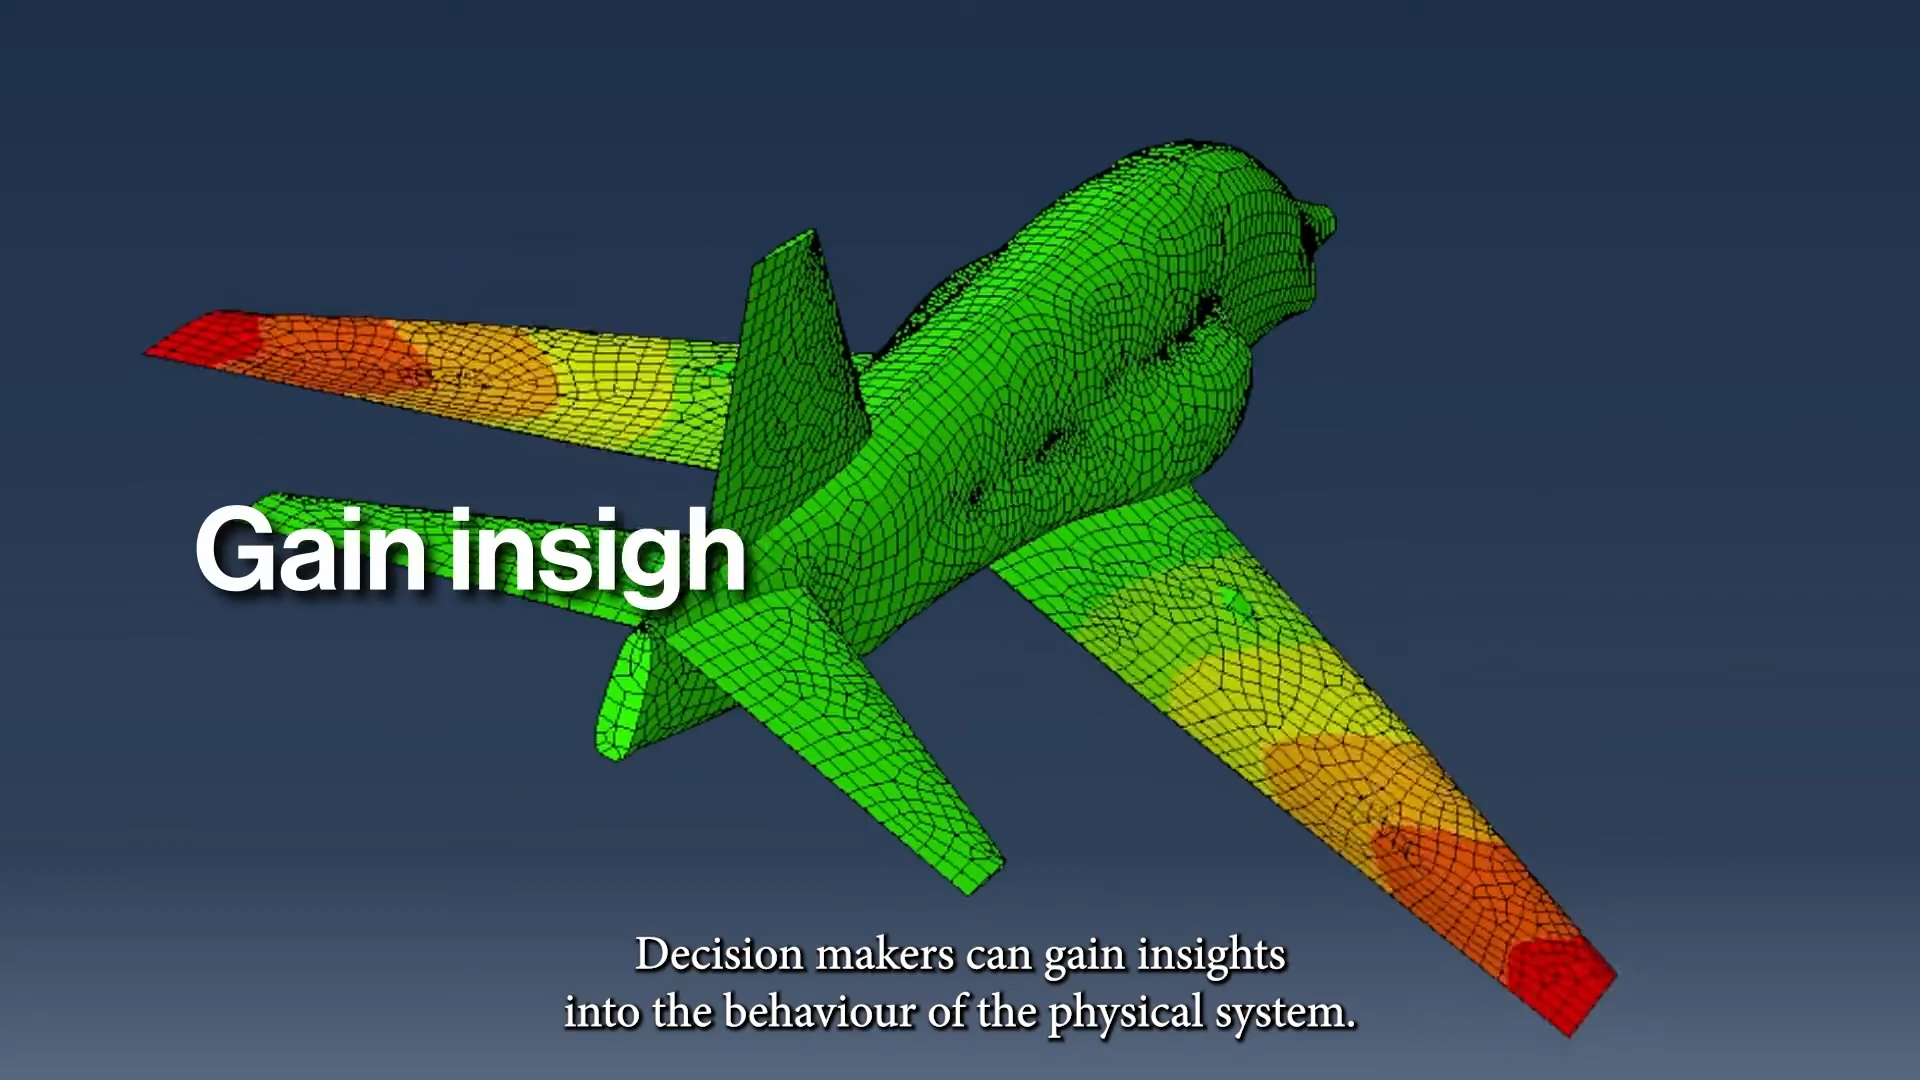 Gain insigh
Decision makers can gain insights
into the behaviour of the physical system.